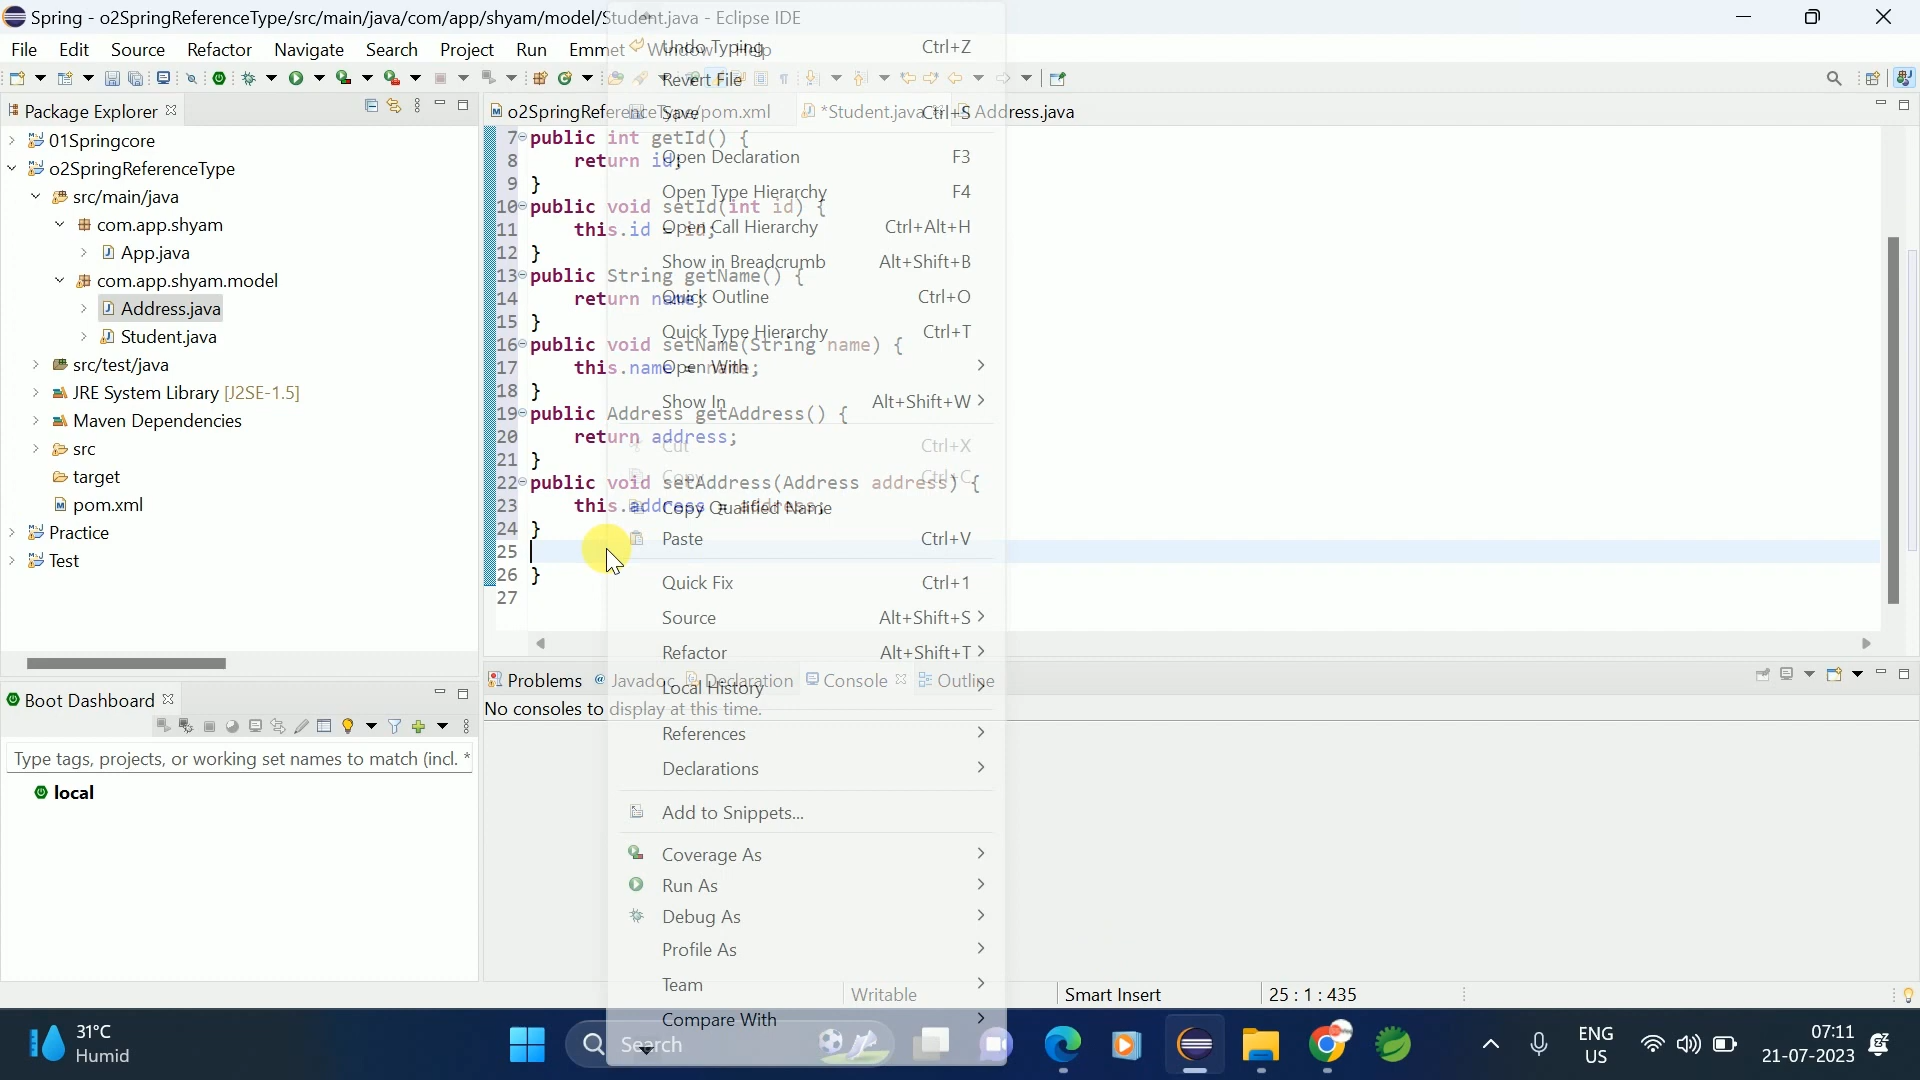 Spring - o2SpringReferenceType/src/main/java/com/app/shyam/model/Student.java - Eclipse IDE
File Edit Source Refactor Navigate Search Project Run Emmet Window Help
Package Explorer
01Springcore
o2SpringReferenceType
src/main/java
com.app.shyam
App.java
com.app.shyam.model
Address.java
Student.java
src/test/java
JRE System Library [J2SE-1.5]
Maven Dependencies
src
target
pom.xml
Practice
Test
Boot Dashboard
Type tags, projects, or working set names to match (incl. *
local
o2SpringReferenceType/pom.xml *Student.java Address.java
7 public int getId() {
8 return id;
9 }
10 public void setId(int id) {
11 this.id = id;
12 }
13 public String getName() {
14 return name;
15 }
16 public void setName(String name) {
17 this.name = name;
18 }
19 public Address getAddress() {
20 return address;
21 }
22 public void setAddress(Address address) {
23 this.address = address;
24 }
25
26 }
27
Undo Typing Ctrl+Z
Revert File
Save Ctrl+S
Open Declaration F3
Open Type Hierarchy F4
Open Call Hierarchy Ctrl+Alt+H
Show in Breadcrumb Alt+Shift+B
Quick Outline Ctrl+O
Quick Type Hierarchy Ctrl+T
Open With
Show In Alt+Shift+W
Cut Ctrl+X
Copy Ctrl+C
Copy Qualified Name
Paste Ctrl+V
Quick Fix Ctrl+1
Source Alt+Shift+S
Refactor Alt+Shift+T
Local History
References
Declarations
Add to Snippets...
Coverage As
Run As
Debug As
Profile As
Team
Compare With
Problems Javadoc Declaration Console Outline
No consoles to display at this time.
Writable Smart Insert 25 : 1 : 435
31°C
Humid
Search
ENG
US
07:11
21-07-2023